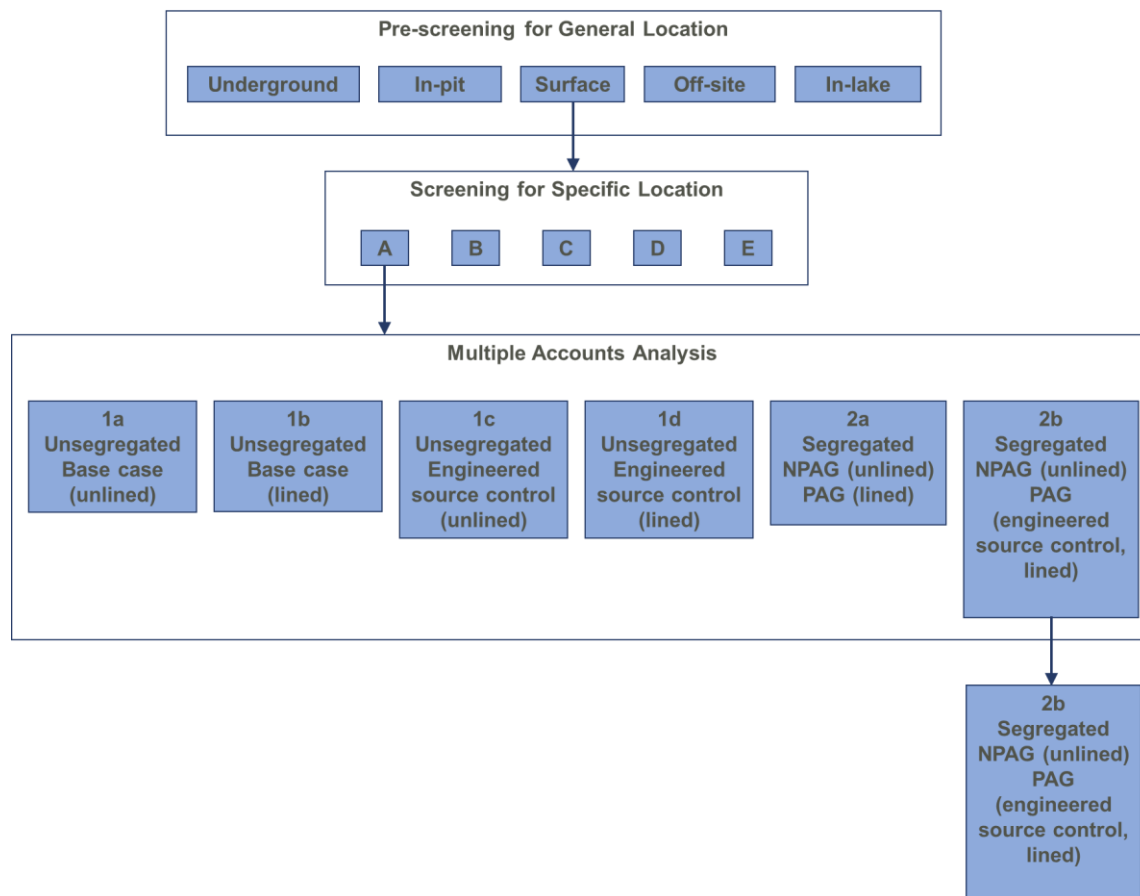 Pre-screening for General Location
Underground
In-pit
Surface
Off-site
In-lake
Screening for Specific Location
A
B
C
D
E
Multiple Accounts Analysis
1a
Unsegregated
Base case
(unlined)
1b
Unsegregated
Base case
(lined)
1c
Unsegregated
Engineered
source control
(unlined)
1d
Unsegregated
Engineered
source control
(lined)
2a
Segregated
NPAG (unlined)
PAG (lined)
2b
Segregated
NPAG (unlined)
PAG
(engineered
source control,
lined)
2b
Segregated
NPAG (unlined)
PAG
(engineered
source control,
lined)